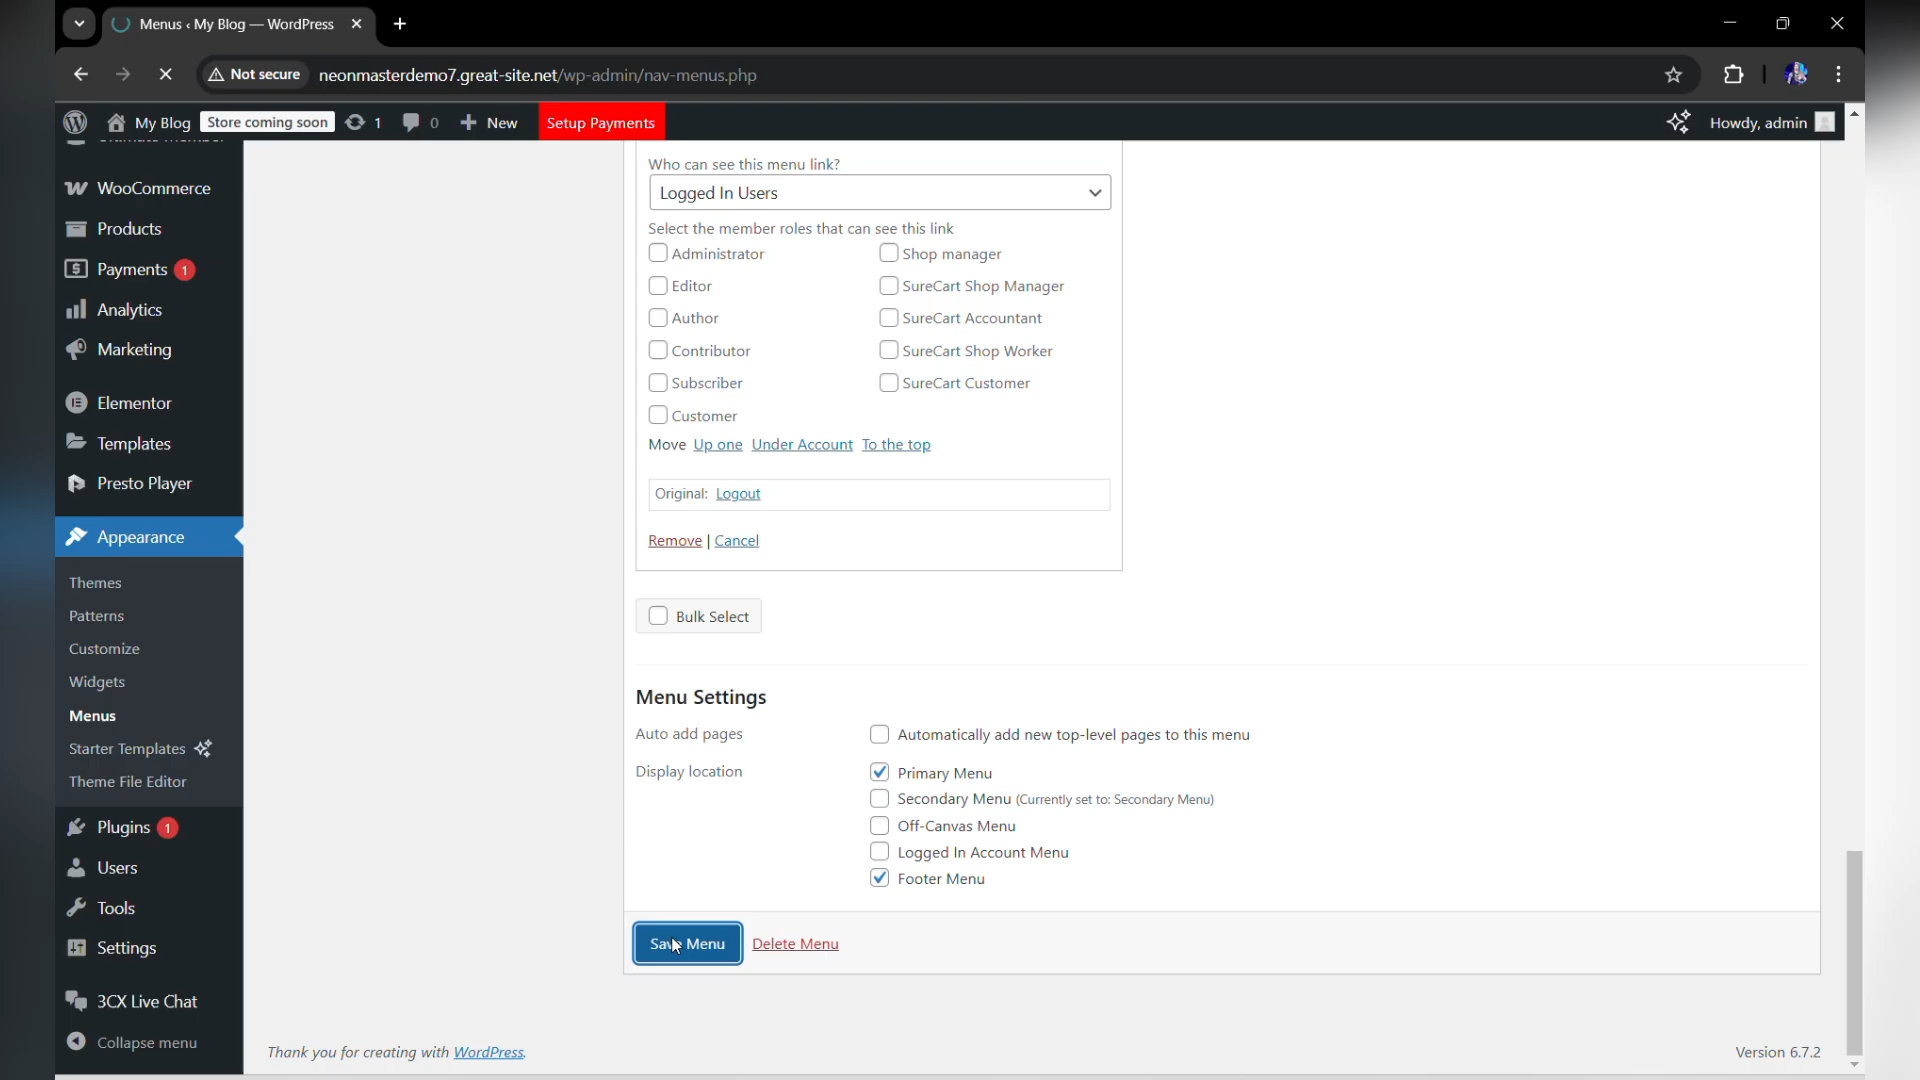 Menus ‹ My Blog — WordPress
Not secure
neonmasterdemo7.great-site.net/wp-admin/nav-menus.php
My Blog
Store coming soon
1
0
New
Setup Payments
Howdy, admin
WooCommerce
Products
Payments 1
Analytics
Marketing
Elementor
Templates
Presto Player
Appearance
Themes
Patterns
Customize
Widgets
Menus
Starter Templates
Theme File Editor
Plugins 1
Users
Tools
Settings
3CX Live Chat
Collapse menu
Who can see this menu link?
Logged In Users
Select the member roles that can see this link
Administrator
Shop manager
Editor
SureCart Shop Manager
Author
SureCart Accountant
Contributor
SureCart Shop Worker
Subscriber
SureCart Customer
Customer
Move Up one Under Account To the top
Original: Logout
Remove | Cancel
Bulk Select
Menu Settings
Auto add pages
Automatically add new top-level pages to this menu
Display location
Primary Menu
Secondary Menu (Currently set to: Secondary Menu)
Off-Canvas Menu
Logged In Account Menu
Footer Menu
Save Menu
Delete Menu
Thank you for creating with WordPress.
Version 6.7.2